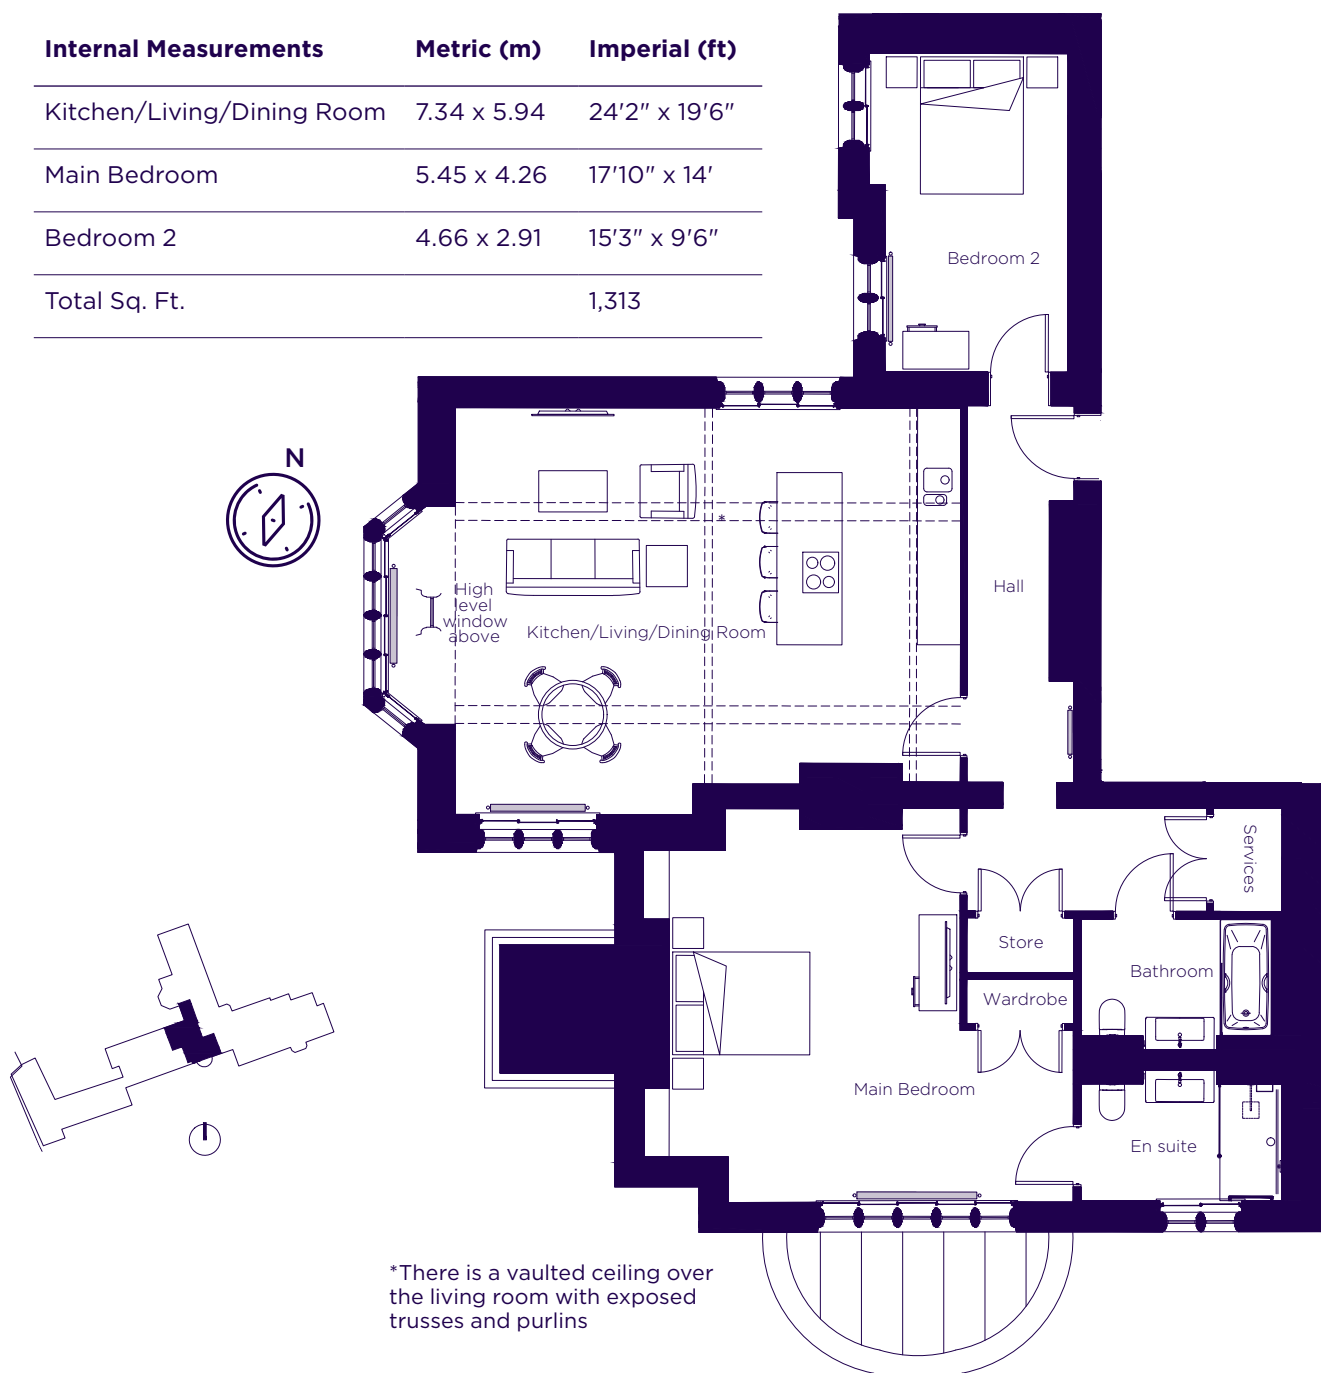 Internal Measurements Metric (m) Imperial (ft)
Kitchen/Living/Dining Room 7.34 x 5.94 24'2" x 19'6"
Main Bedroom 5.45 x 4.26 17'10" x 14'
Bedroom 2 4.66 x 2.91 15'3" x 9'6"
Total Sq. Ft. 1,313
Bedroom 2
N
*
High
level
window
above
Kitchen/Living/Dining Room
Hall
Services
Store
Bathroom
Wardrobe
Main Bedroom
En suite
*There is a vaulted ceiling over
the living room with exposed
trusses and purlins